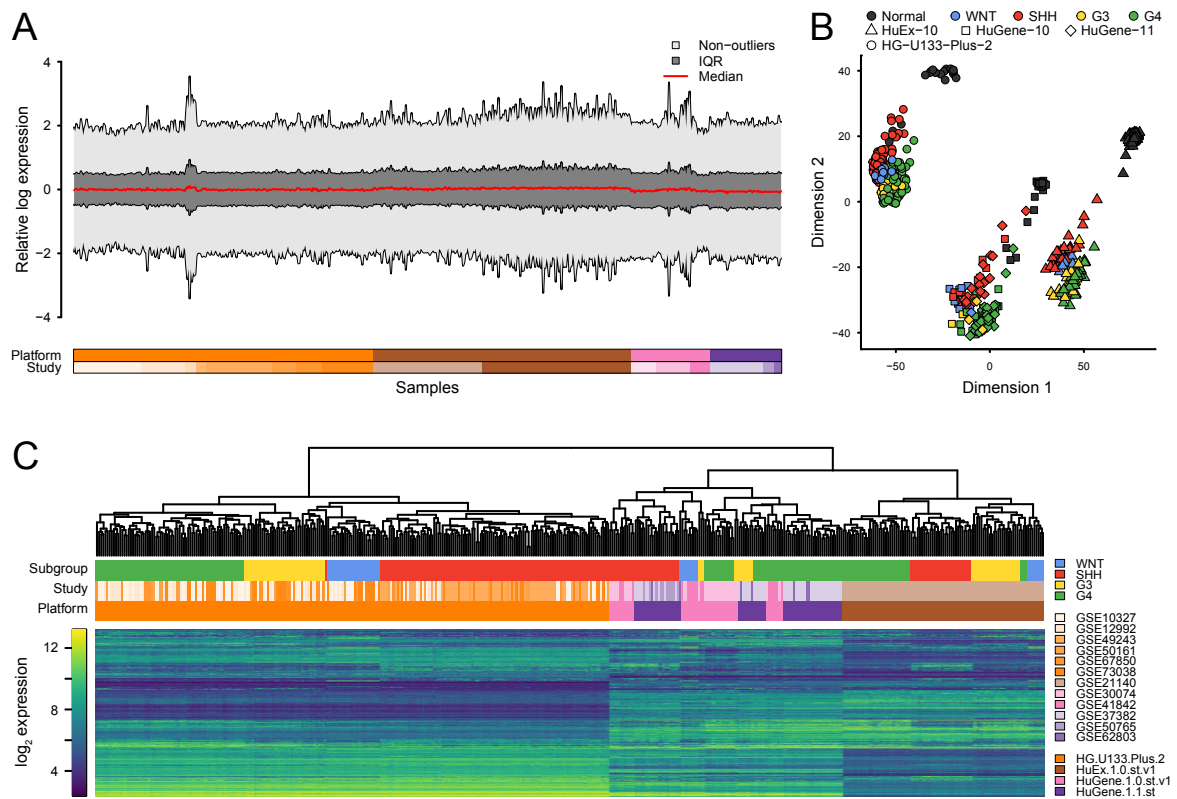 A
Non-outliers
IQR
Median
Relative log expression
4
2
0
−2
−4
Platform
Study
Samples
B
Normal WNT SHH G3 G4
HuEx-10 HuGene-10 HuGene-11
HG-U133-Plus-2
Dimension 2
40
20
0
−20
−40
−50 0 50
Dimension 1
C
Subgroup
Study
Platform
log2 expression
12
8
4
WNT
SHH
G3
G4
GSE10327
GSE12992
GSE49243
GSE50161
GSE67850
GSE73038
GSE21140
GSE30074
GSE41842
GSE37382
GSE50765
GSE62803
HG.U133.Plus.2
HuEx.1.0.st.v1
HuGene.1.0.st.v1
HuGene.1.1.st